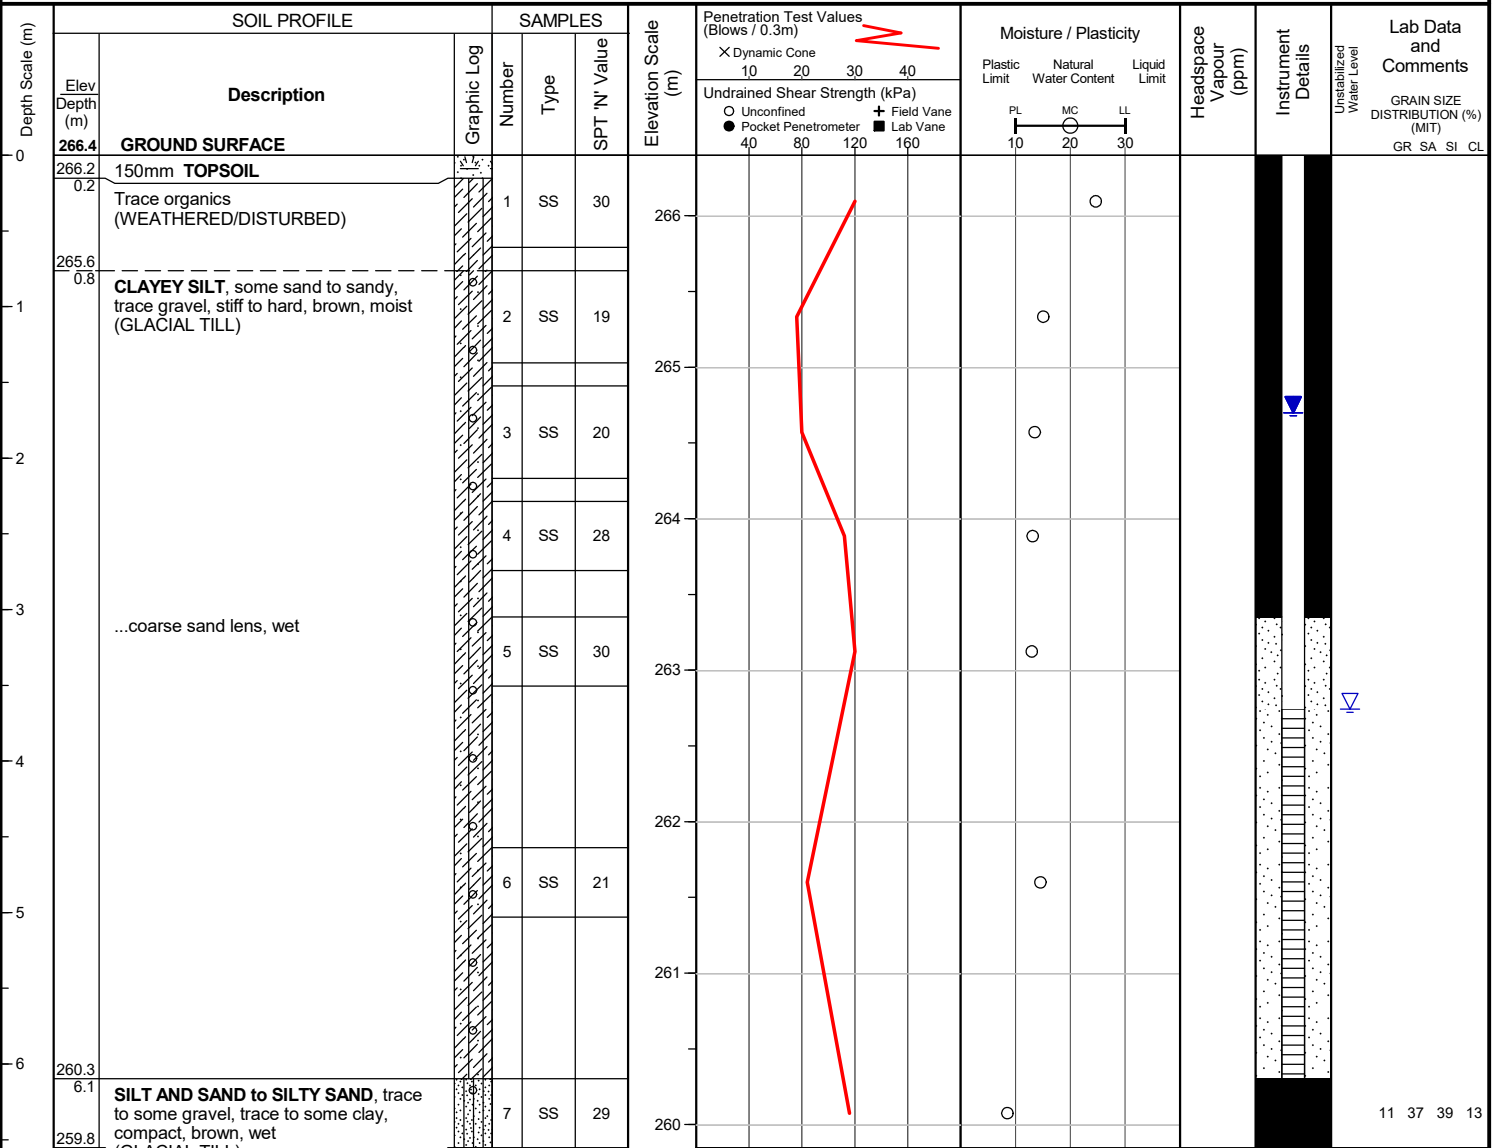 SOIL PROFILE
SAMPLES
Depth Scale (m)
Elev
Depth
(m)
Description
Graphic Log
Number
Type
SPT 'N' Value
Elevation Scale
(m)
Penetration Test Values
(Blows / 0.3m)
× Dynamic Cone
10 20 30 40
Undrained Shear Strength (kPa)
Unconfined
Field Vane
Pocket Penetrometer
Lab Vane
40 80 120 160
Moisture / Plasticity
Plastic
Limit
Natural
Water Content
Liquid
Limit
PL MC LL
10 20 30
Headspace
Vapour
(ppm)
Instrument
Details
Unstabilized
Water Level
Lab Data
and
Comments
GRAIN SIZE
DISTRIBUTION (%)
(MIT)
GR SA SI CL
266.4 GROUND SURFACE
0
266.2
0.2
150mm TOPSOIL
Trace organics
(WEATHERED/DISTURBED)
1 SS 30
266
265.6
0.8
CLAYEY SILT, some sand to sandy,
trace gravel, stiff to hard, brown, moist
(GLACIAL TILL)
1
2 SS 19
265
3 SS 20
2
264
4 SS 28
3
...coarse sand lens, wet
5 SS 30
263
4
262
6 SS 21
5
261
6
260.3
6.1
SILT AND SAND to SILTY SAND, trace
to some gravel, trace to some clay,
compact, brown, wet
(GLACIAL TILL)
7 SS 29
260
11 37 39 13
259.8